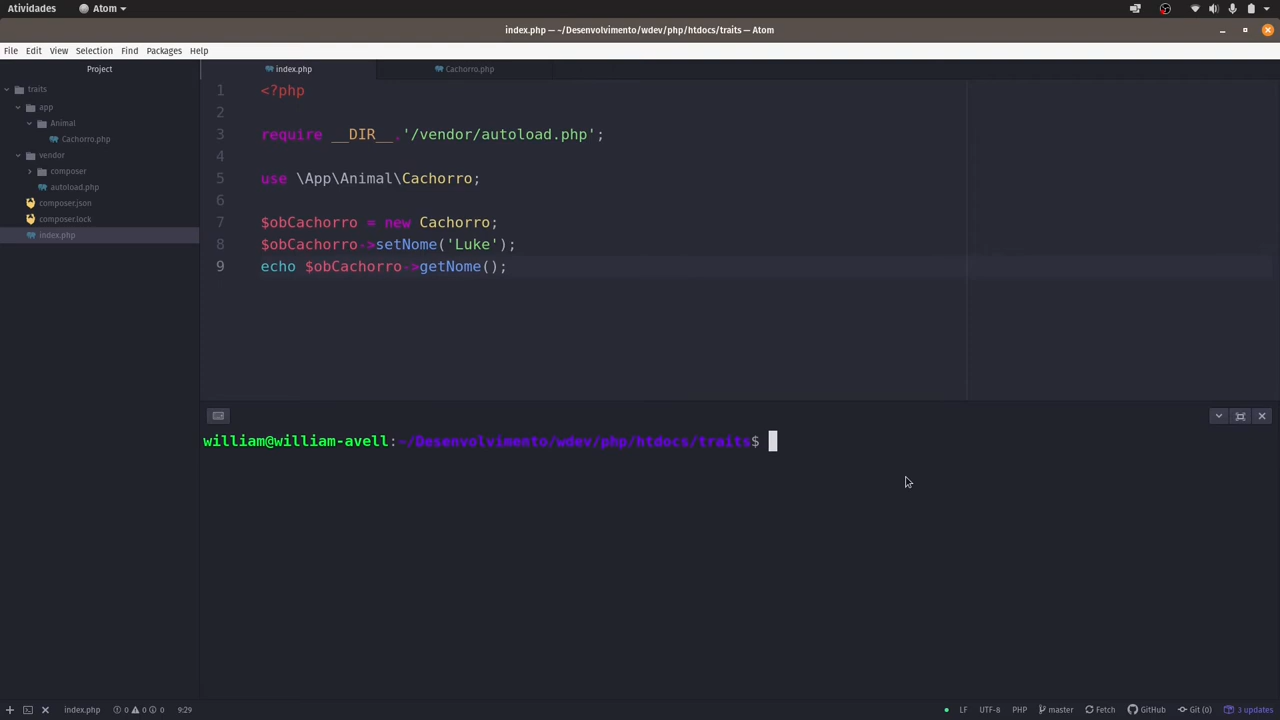 Atividades
Atom
index.php — ~/Desenvolvimento/wdev/php/htdocs/traits — Atom
File Edit View Selection Find Packages Help
Project
index.php
Cachorro.php
traits
app
Animal
Cachorro.php
vendor
composer
autoload.php
composer.json
composer.lock
index.php
1 <?php
2
3 require __DIR__.'/vendor/autoload.php';
4
5 use \App\Animal\Cachorro;
6
7 $obCachorro = new Cachorro;
8 $obCachorro->setNome('Luke');
9 echo $obCachorro->getNome();
william@william-avell:~/Desenvolvimento/wdev/php/htdocs/traits$
index.php 0 0 0 9:29 LF UTF-8 PHP master Fetch GitHub Git (0) 3 updates